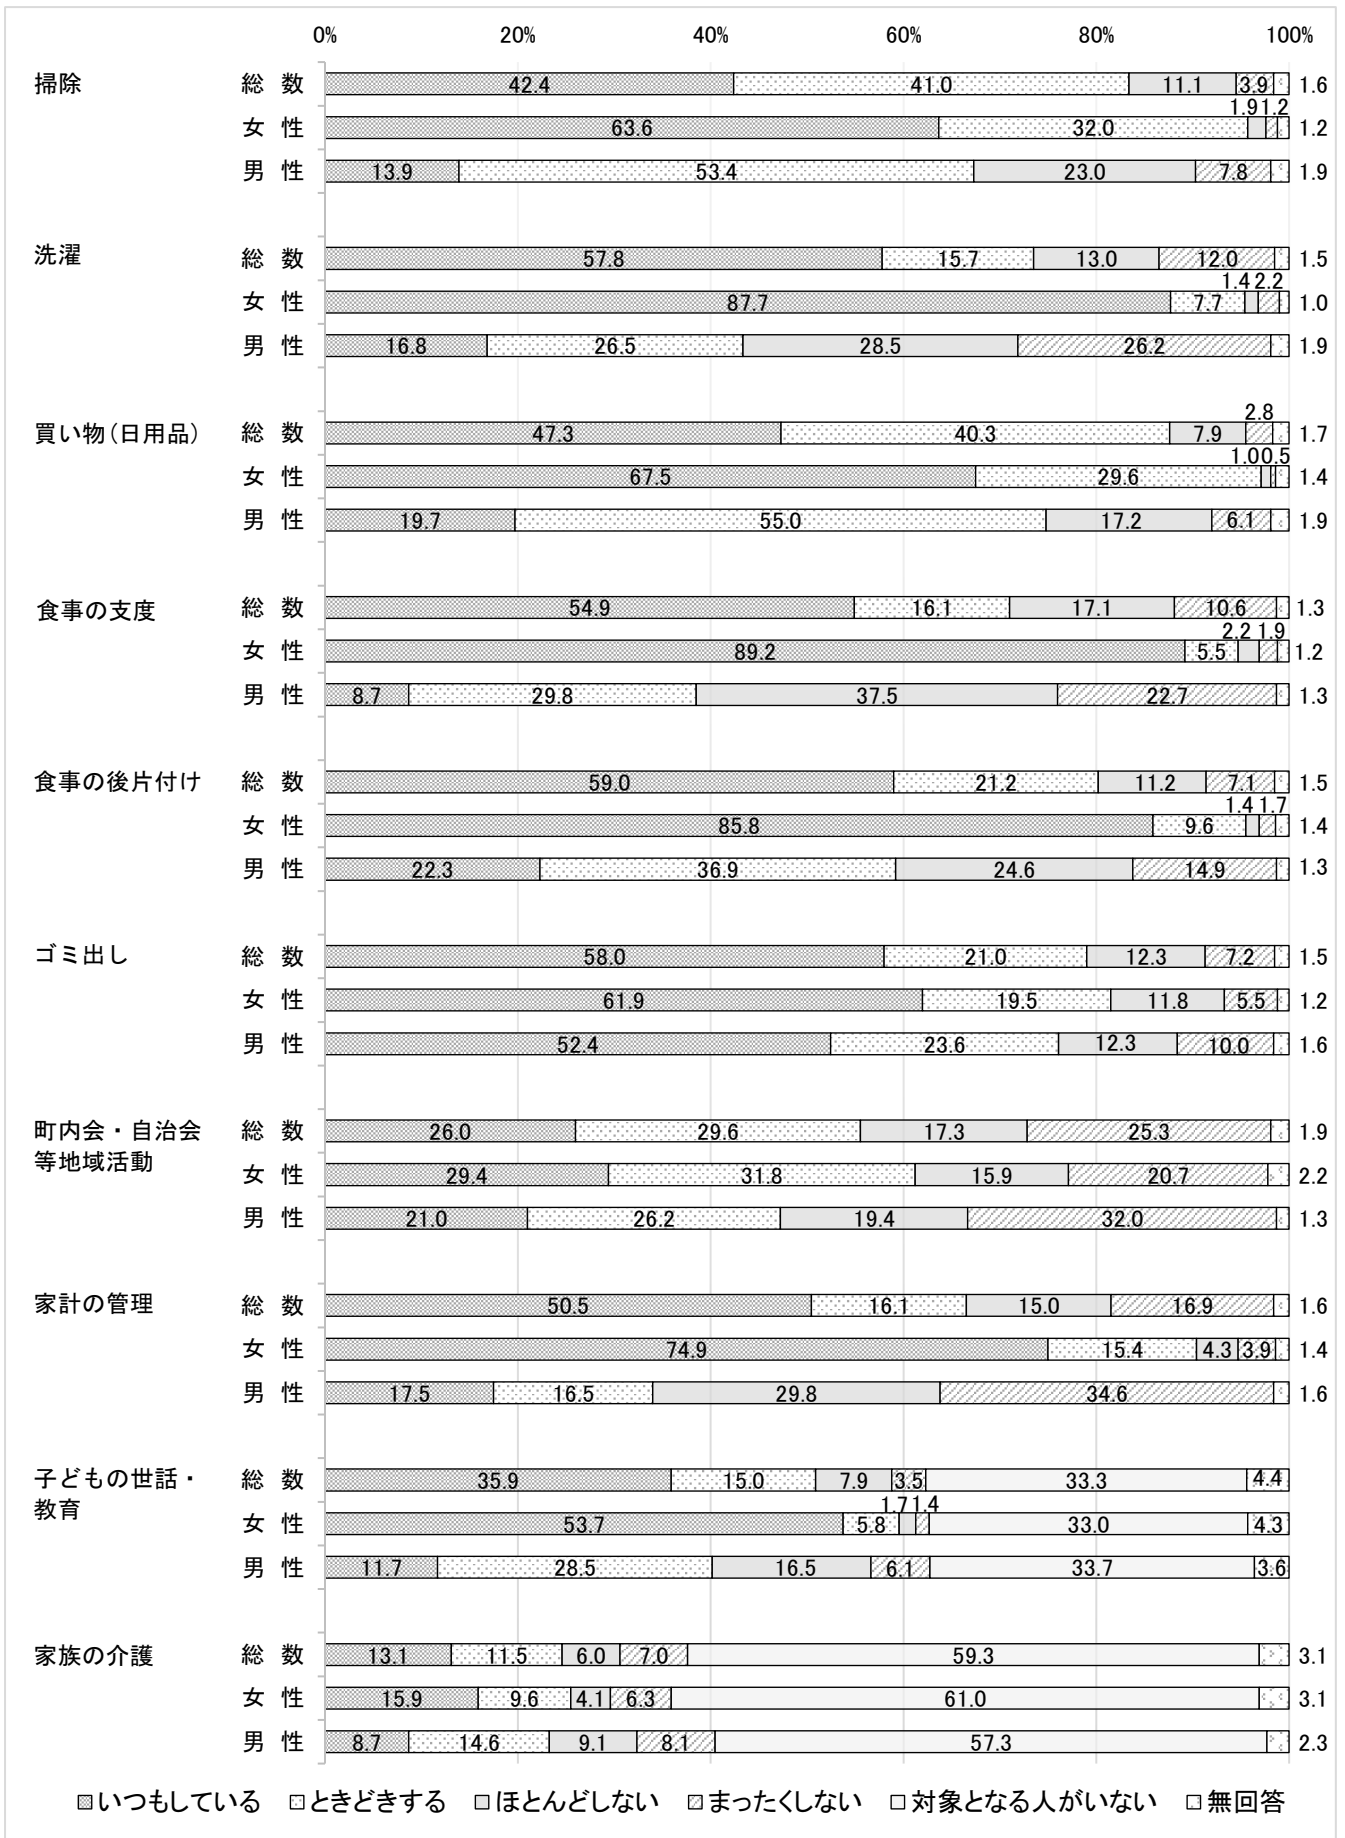 0% 20% 40% 60% 80% 100%
掃除 総 数 42.4 41.0 11.1 3.9 1.6
1.9 1.2
女 性 63.6 32.0 1.2
男 性 13.9 53.4 23.0 7.8 1.9
洗濯 総 数 57.8 15.7 13.0 12.0 1.5
1.4 2.2
女 性 87.7 7.7 1.0
男 性 16.8 26.5 28.5 26.2 1.9
2.8
買い物(日用品) 総 数 47.3 40.3 7.9 1.7
1.0 0.5
女 性 67.5 29.6 1.4
男 性 19.7 55.0 17.2 6.1 1.9
食事の支度 総 数 54.9 16.1 17.1 10.6 1.3
2.2 1.9
女 性 89.2 5.5 1.2
男 性 8.7 29.8 37.5 22.7 1.3
食事の後片付け 総 数 59.0 21.2 11.2 7.1 1.5
1.4 1.7
女 性 85.8 9.6 1.4
男 性 22.3 36.9 24.6 14.9 1.3
ゴミ出し 総 数 58.0 21.0 12.3 7.2 1.5
女 性 61.9 19.5 11.8 5.5 1.2
男 性 52.4 23.6 12.3 10.0 1.6
町内会・自治会 総 数 26.0 29.6 17.3 25.3 1.9
等地域活動
女 性 29.4 31.8 15.9 20.7 2.2
男 性 21.0 26.2 19.4 32.0 1.3
家計の管理 総 数 50.5 16.1 15.0 16.9 1.6
女 性 74.9 15.4 4.3 3.9 1.4
男 性 17.5 16.5 29.8 34.6 1.6
子どもの世話・ 総 数 35.9 15.0 7.9 3.5 33.3 4.4
教育 1.7 1.4
女 性 53.7 5.8 33.0 4.3
男 性 11.7 28.5 16.5 6.1 33.7 3.6
家族の介護 総 数 13.1 11.5 6.0 7.0 59.3 3.1
女 性 15.9 9.6 4.1 6.3 61.0 3.1
男 性 8.7 14.6 9.1 8.1 57.3 2.3
いつもしている ときどきする ほとんどしない まったくしない 対象となる人がいない 無回答